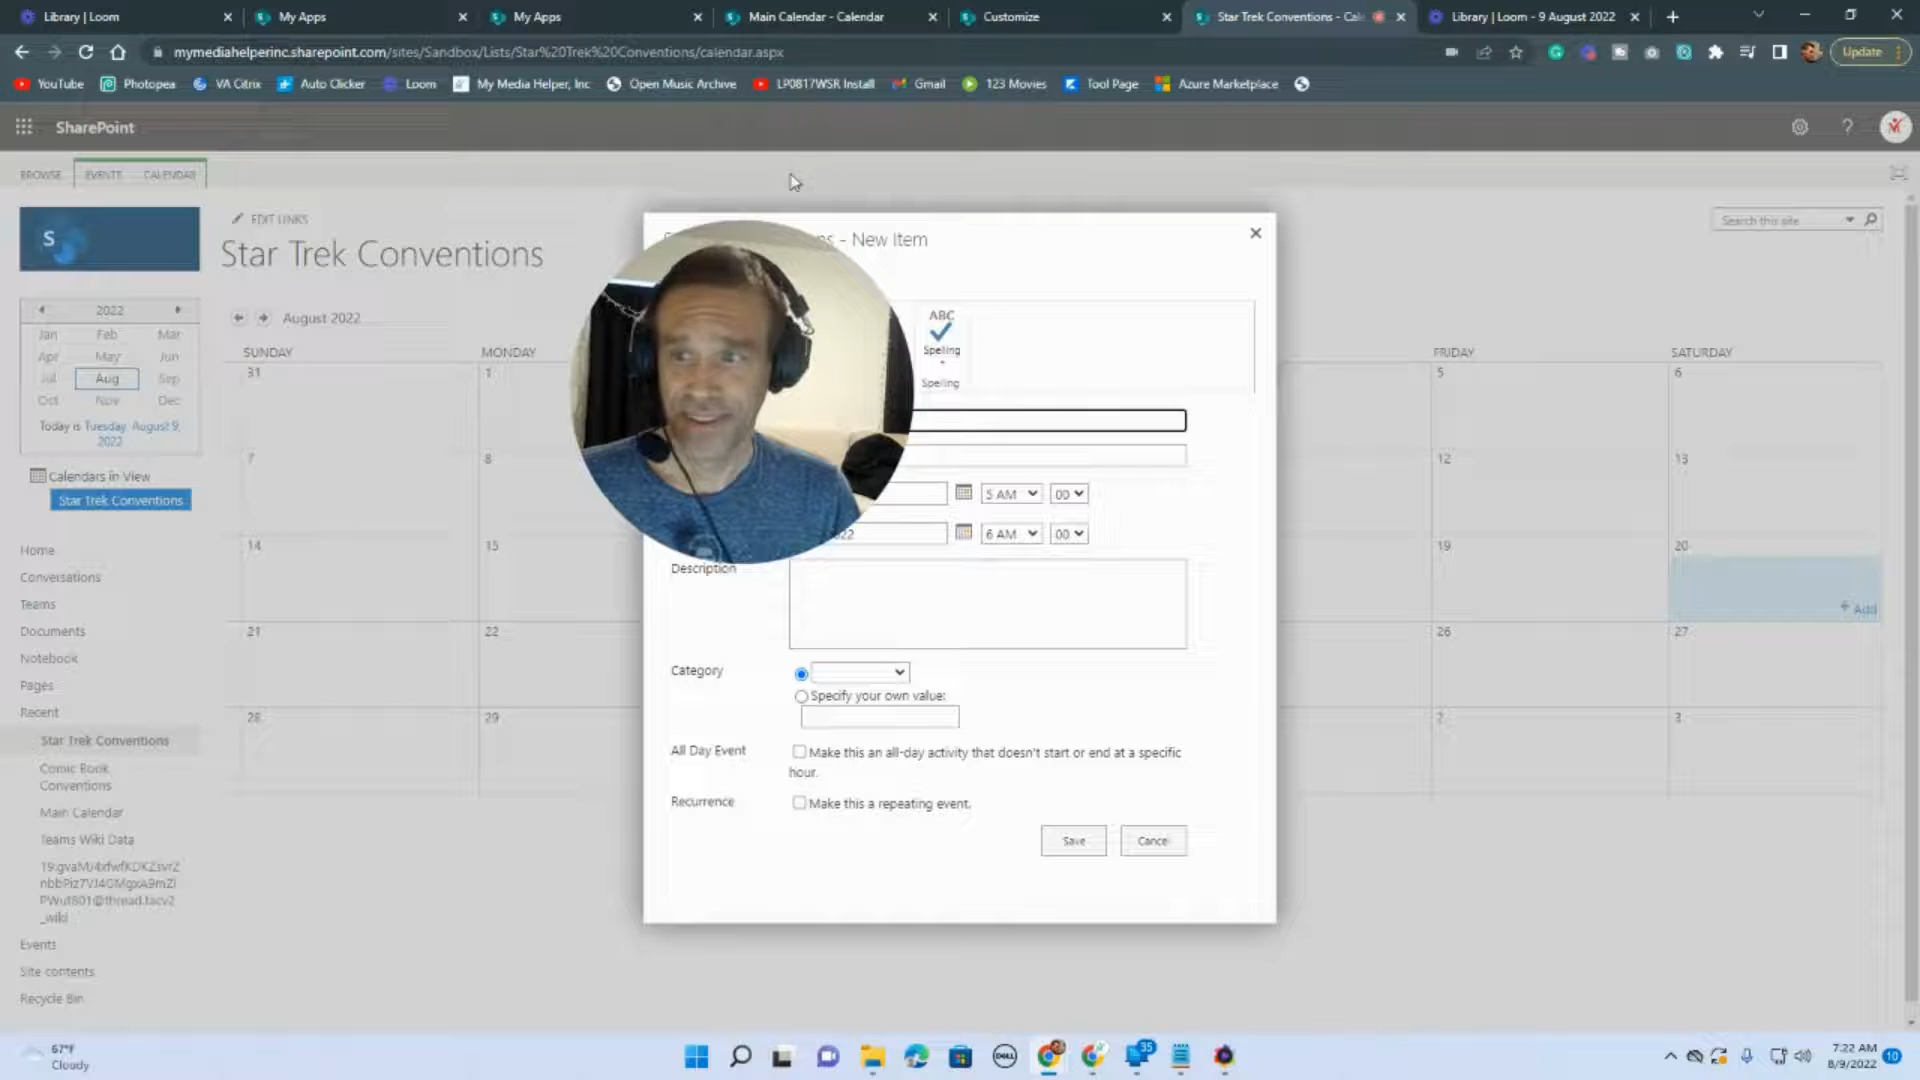 Library | Loom
My Apps
My Apps
Main Calendar - Calendar
Customize
Star Trek Conventions - Cal
Library | Loom - 9 August 2022
mymediahelperinc.sharepoint.com/sites/Sandbox/Lists/Star%20Trek%20Conventions/calendar.aspx
Update
YouTube
Photopea
VA Citrix
Auto Clicker
Loom
My Media Helper, Inc
Open Music Archive
LP0817WSR Install
Gmail
123 Movies
Tool Page
Azure Marketplace
SharePoint
BROWSE
EVENTS
CALENDAR
S
EDIT LINKS
Star Trek Conventions
Search this site
2022
Jan Feb Mar
Apr May Jun
Jul Aug Sep
Oct Nov Dec
Today is Tuesday, August 9,
2022
Calendars in View
Star Trek Conventions
Home
Conversations
Teams
Documents
Notebook
Pages
Recent
Star Trek Conventions
Comic Book
Conventions
Main Calendar
Teams Wiki Data
_wiki
Events
Site contents
Recycle Bin
August 2022
SUNDAY MONDAY FRIDAY SATURDAY
31 1 5 6
7 8 12 13
14 15 19 20
+ Add
21 22 26 27
28 29 2 3
- New Item
ABC
Spelling
Spelling
5 AM 00
22 6 AM 00
Description
Category
Specify your own value:
All Day Event
Make this an all-day activity that doesn't start or end at a specific
hour.
Recurrence
Make this a repeating event.
Save
Cancel
67°F
Cloudy
DELL
35
7:22 AM
8/9/2022
10